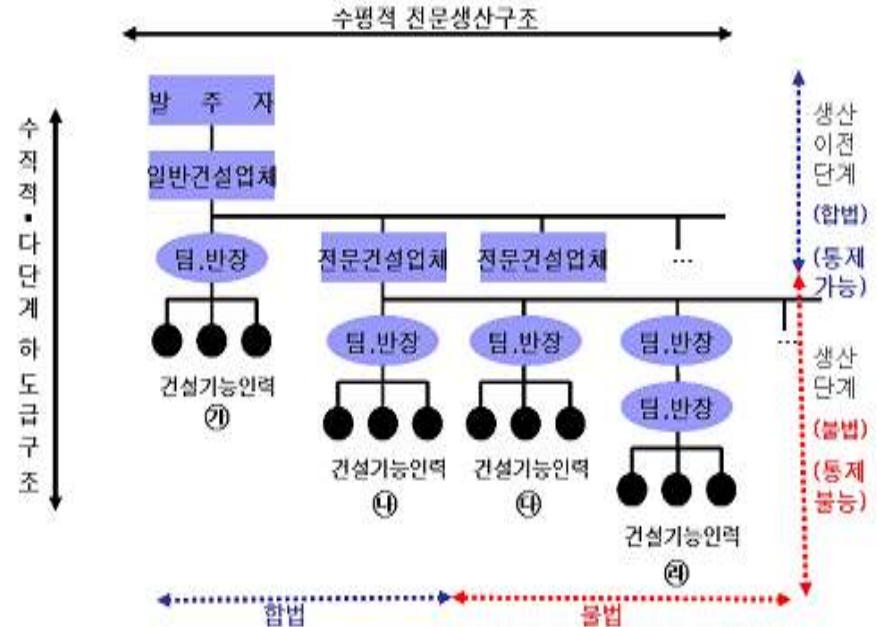 수평적 전문생산구조
수직적·다단계하도급구조
발 주 자
일반건설업체
팀.반장
전문건설업체
전문건설업체
...
건설기능인력
㉮
팀.반장
팀.반장
팀.반장
...
팀.반장
건설기능인력
㉯
건설기능인력
㉰
건설기능인력
㉱
생산
이전
단계
(합법)
(통제
가능)
생산
단계
(불법)
(통제
불능)
합법
불법